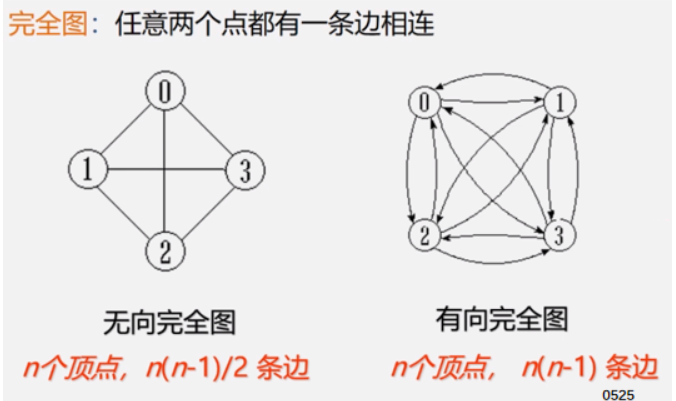 完全图：任意两个点都有一条边相连
0
1
3
2
0
1
2
3
无向完全图
有向完全图
n个顶点，n(n-1)/2 条边
n个顶点， n(n-1) 条边
0525